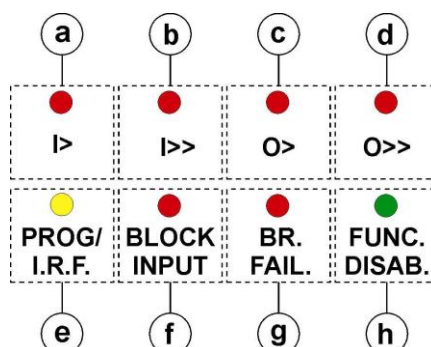 a b c d
I> I>> O> O>>
PROG/ BLOCK BR. FUNC.
I.R.F. INPUT FAIL. DISAB.
e f g h